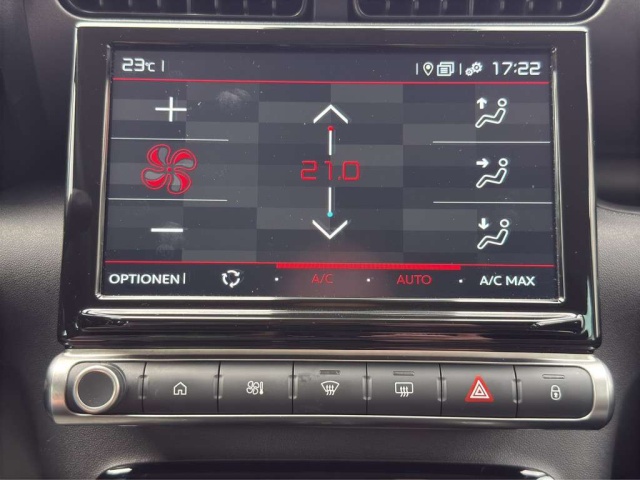 23°C
17:22
21.0
OPTIONEN
A/C
AUTO
A/C MAX